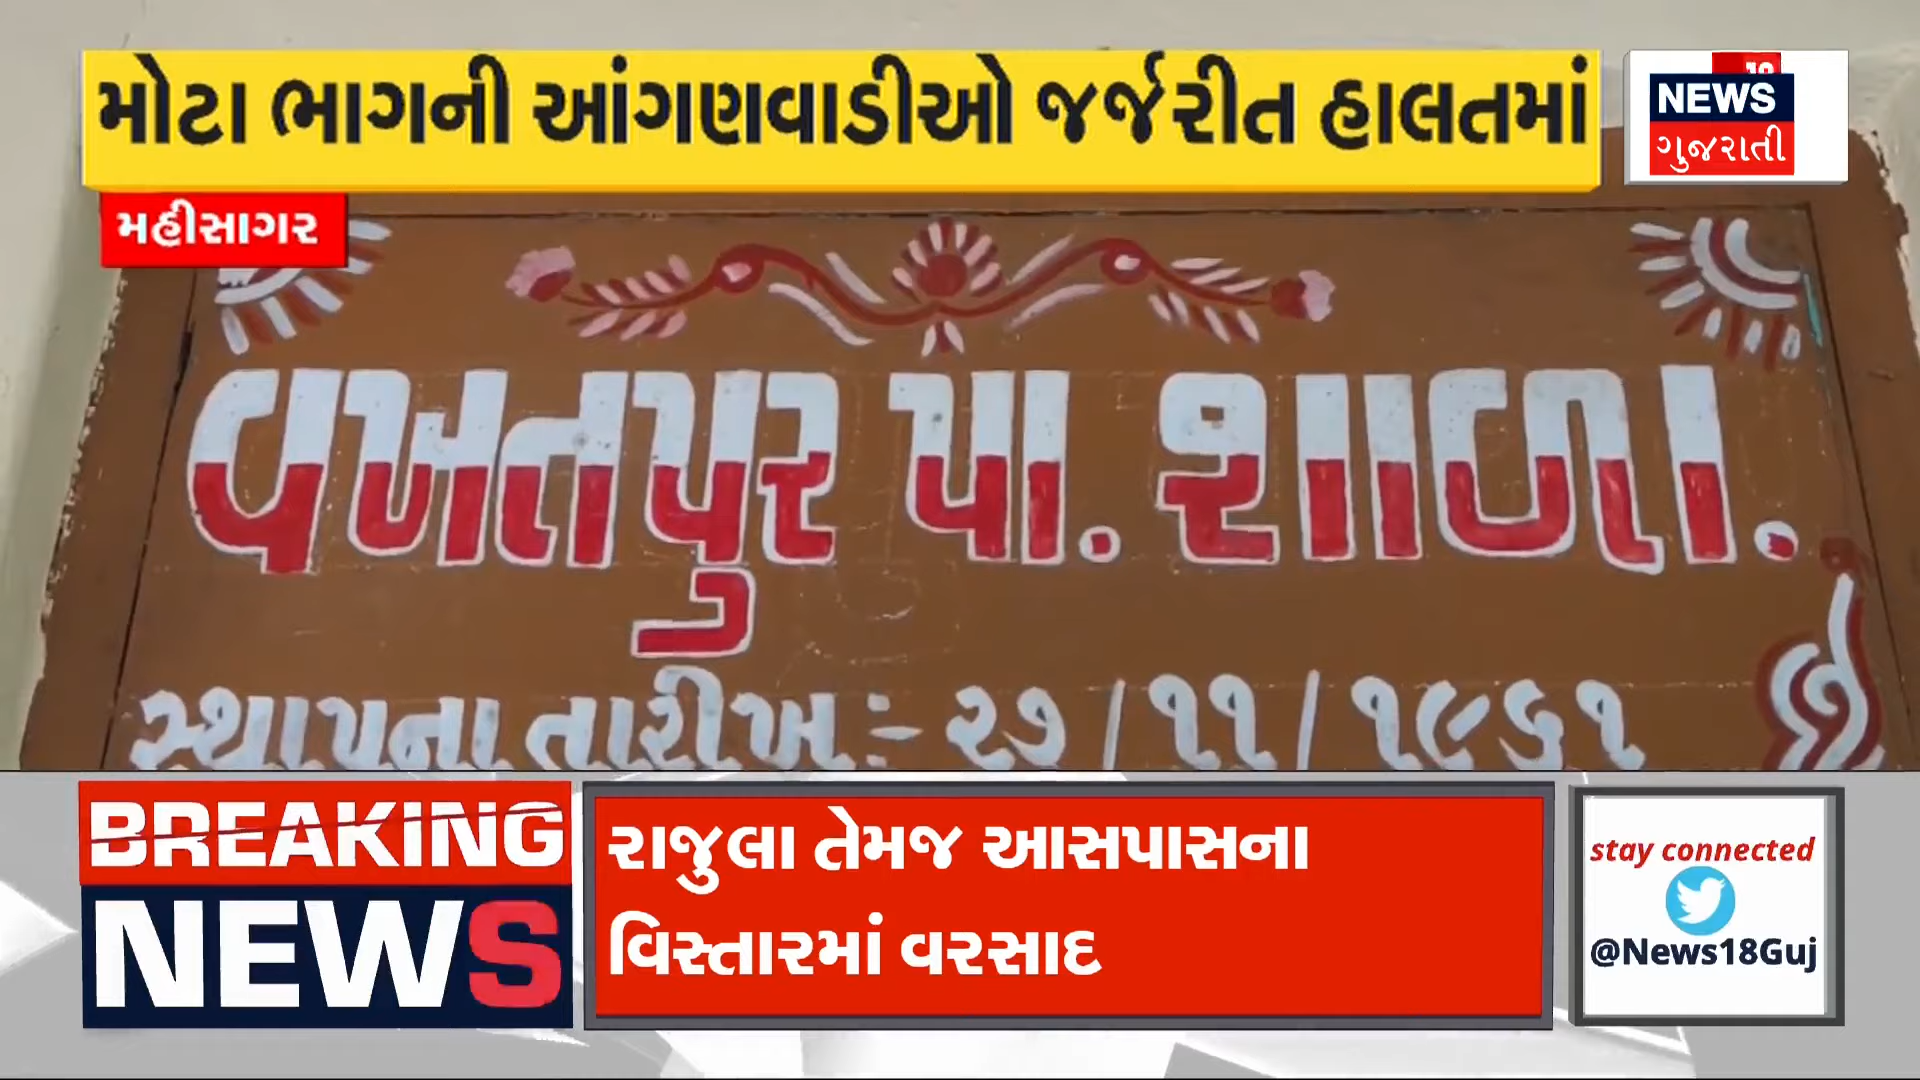 મોટા ભાગની આંગણવાડીઓ જર્જરીત હાલતમાં
18
NEWS
ગુજરાતી
મહીસાગર
વખતપુર પા. શાળા.
સ્થાપના તારીખ :- ૨૭/૧૧/૧૯૬૧
BREAKING
NEWS
રાજુલા તેમજ આસપાસના
વિસ્તારમાં વરસાદ
stay connected
@News18Guj